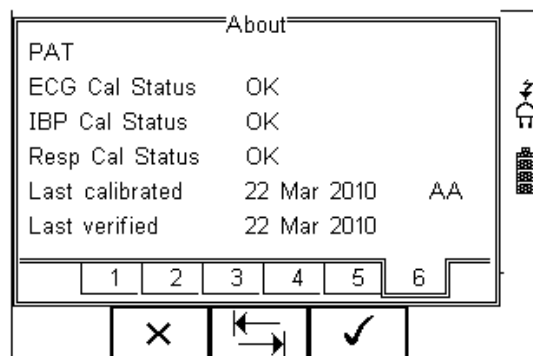 About
PAT
ECG Cal Status OK
IBP Cal Status OK
Resp Cal Status OK
Last calibrated 22 Mar 2010 AA
Last verified 22 Mar 2010
1 2 3 4 5 6